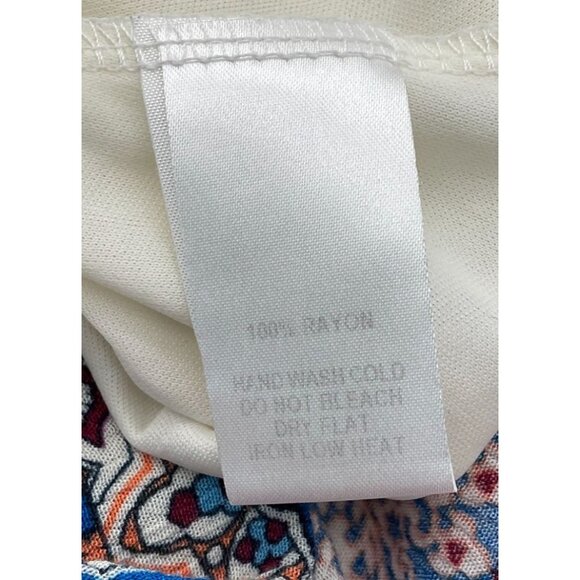 100% RAYON
HAND WASH COLD
DO NOT BLEACH
DRY FLAT
IRON LOW HEAT